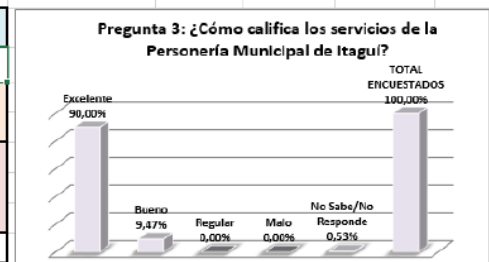 Pregunta 3: ¿Cómo califica los servicios de la
Personería Municipal de Itaguí?
Excelente
90,00%
Bueno
9,47%
Regular
0,00%
Malo
0,00%
No Sabe/No
Responde
0,53%
TOTAL
ENCUESTADOS
100,00%